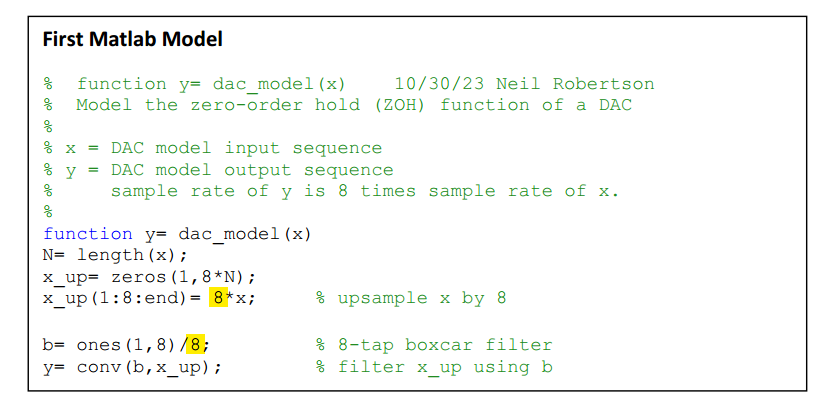 First Matlab Model
%  function y= dac_model(x)    10/30/23 Neil Robertson
%  Model the zero-order hold (ZOH) function of a DAC
%
% x = DAC model input sequence
% y = DAC model output sequence
%     sample rate of y is 8 times sample rate of x.
%
function y= dac_model(x)
N= length(x);
x_up= zeros(1,8*N);
x_up(1:8:end)= 8*x;     % upsample x by 8
b= ones(1,8)/8;         % 8-tap boxcar filter
y= conv(b,x_up);        % filter x_up using b